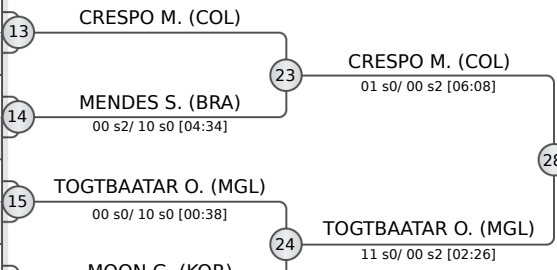 CRESPO M. (COL)
13
23
CRESPO M. (COL)
01 s0/ 00 s2 [06:08]
MENDES S. (BRA)
14
00 s2/ 10 s0 [04:34]
28
TOGTBAATAR O. (MGL)
15
00 s0/ 10 s0 [00:38]
TOGTBAATAR O. (MGL)
24
11 s0/ 00 s2 [02:26]
MOON G. (KOR)